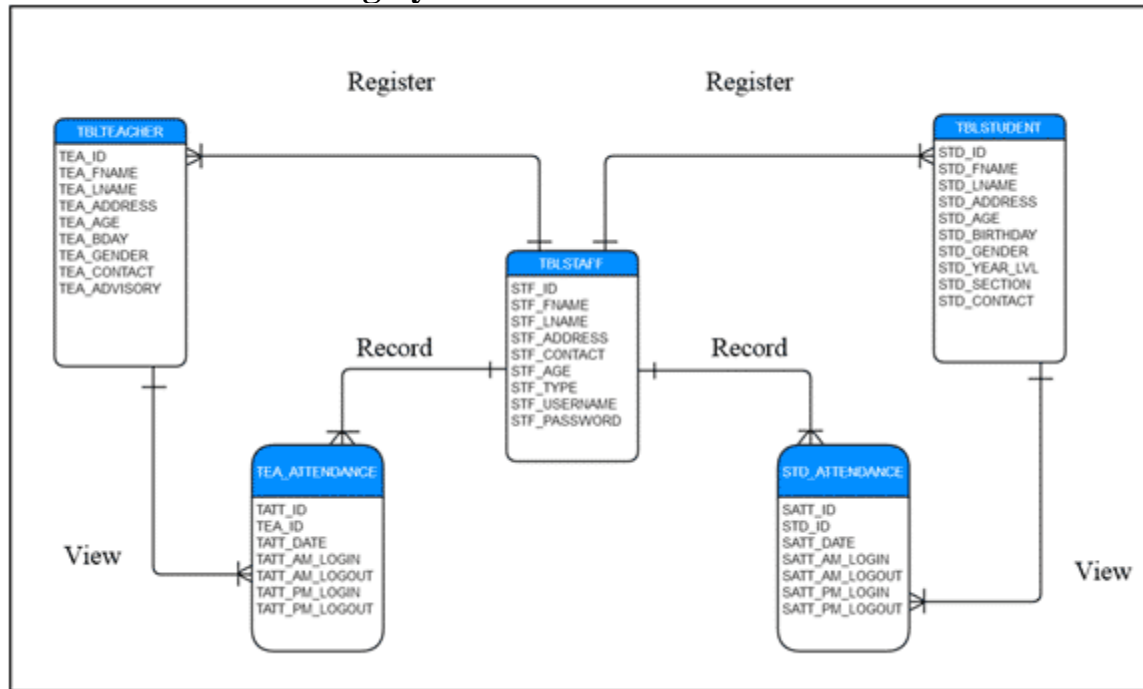 Register
Register
TBLTEACHER
TEA_ID
TEA_FNAME
TEA_LNAME
TEA_ADDRESS
TEA_AGE
TEA_BDAY
TEA_GENDER
TEA_CONTACT
TEA_ADVISORY
TBLSTUDENT
STD_ID
STD_FNAME
STD_LNAME
STD_ADDRESS
STD_AGE
STD_BIRTHDAY
STD_GENDER
STD_YEAR_LVL
STD_SECTION
STD_CONTACT
TBLSTAFF
STF_ID
STF_FNAME
STF_LNAME
STF_ADDRESS
STF_CONTACT
STF_AGE
STF_TYPE
STF_USERNAME
STF_PASSWORD
Record
Record
TEA_ATTENDANCE
TATT_ID
TEA_ID
TATT_DATE
TATT_AM_LOGIN
TATT_AM_LOGOUT
TATT_PM_LOGIN
TATT_PM_LOGOUT
STD_ATTENDANCE
SATT_ID
STD_ID
SATT_DATE
SATT_AM_LOGIN
SATT_AM_LOGOUT
SATT_PM_LOGIN
SATT_PM_LOGOUT
View
View